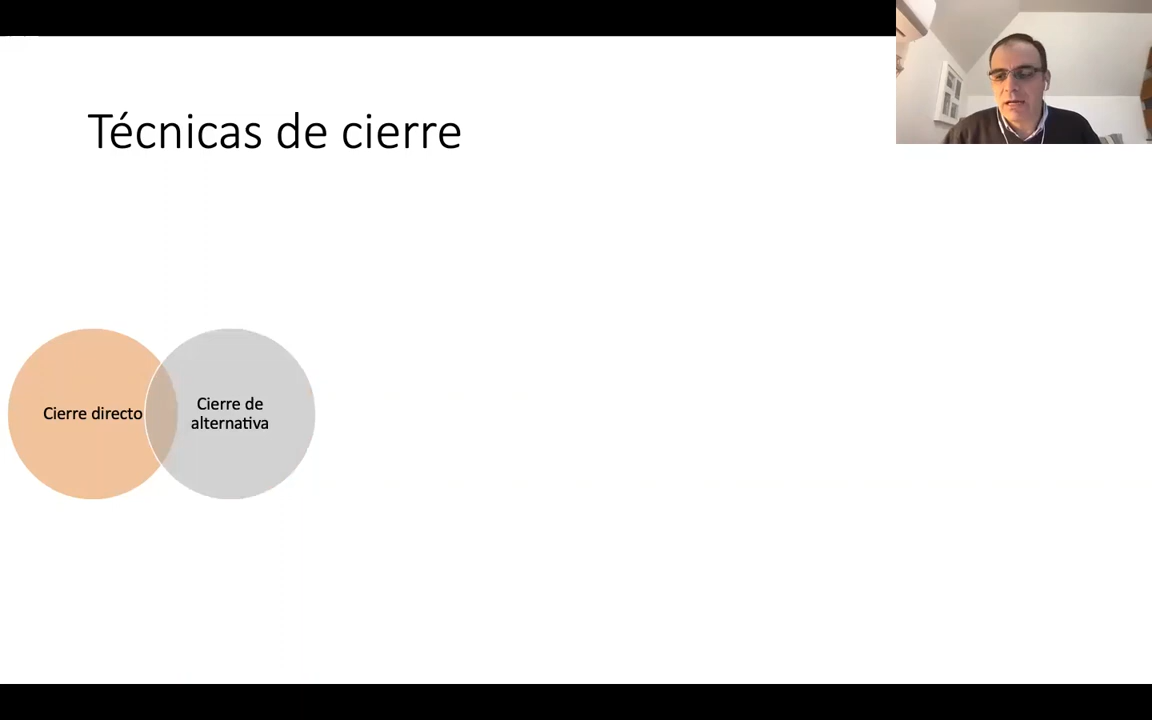 Técnicas de cierre
Cierre directo
Cierre de
alternativa